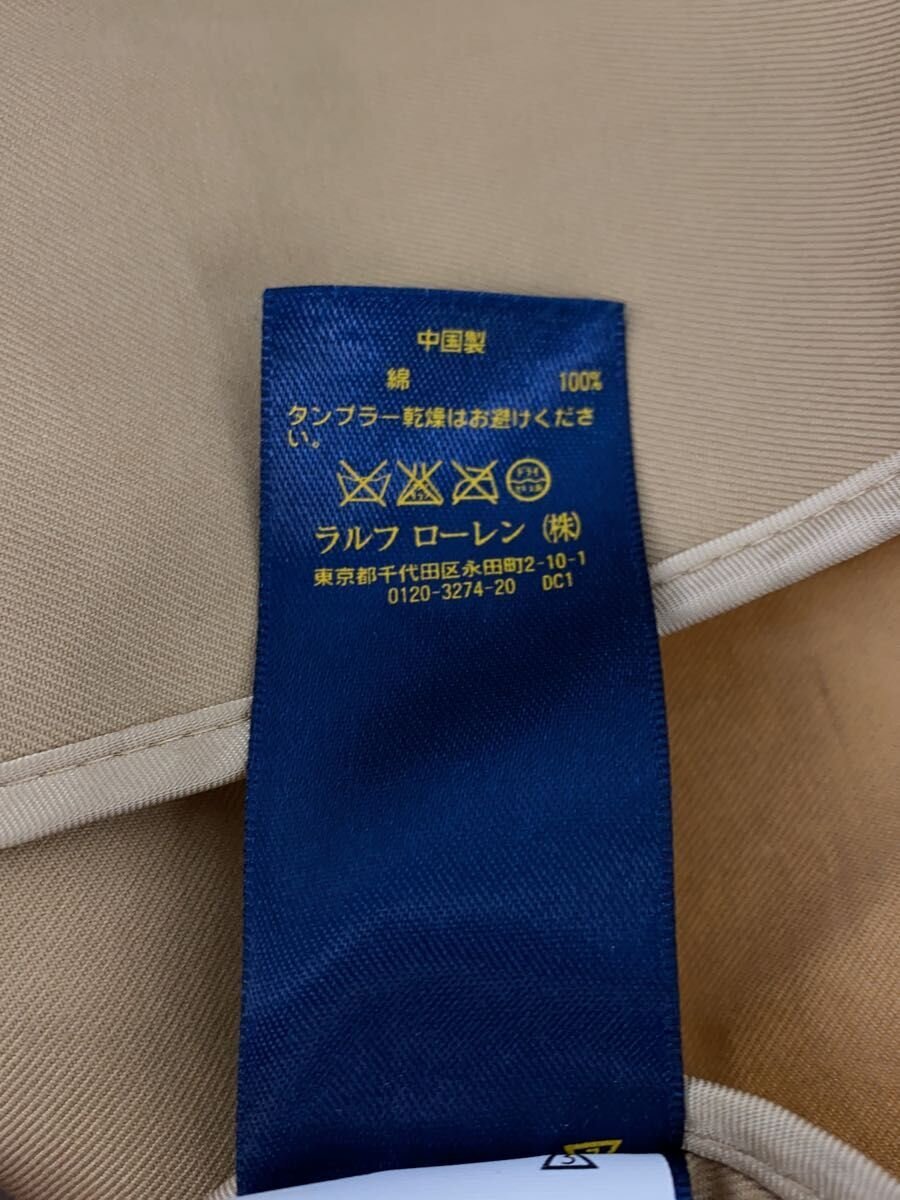 中国製
綿 100%
タンブラー乾燥はお避けくださ
い。
ラルフ ローレン (株)
東京都千代田区永田町2-10-1
0120-3274-20 DC1